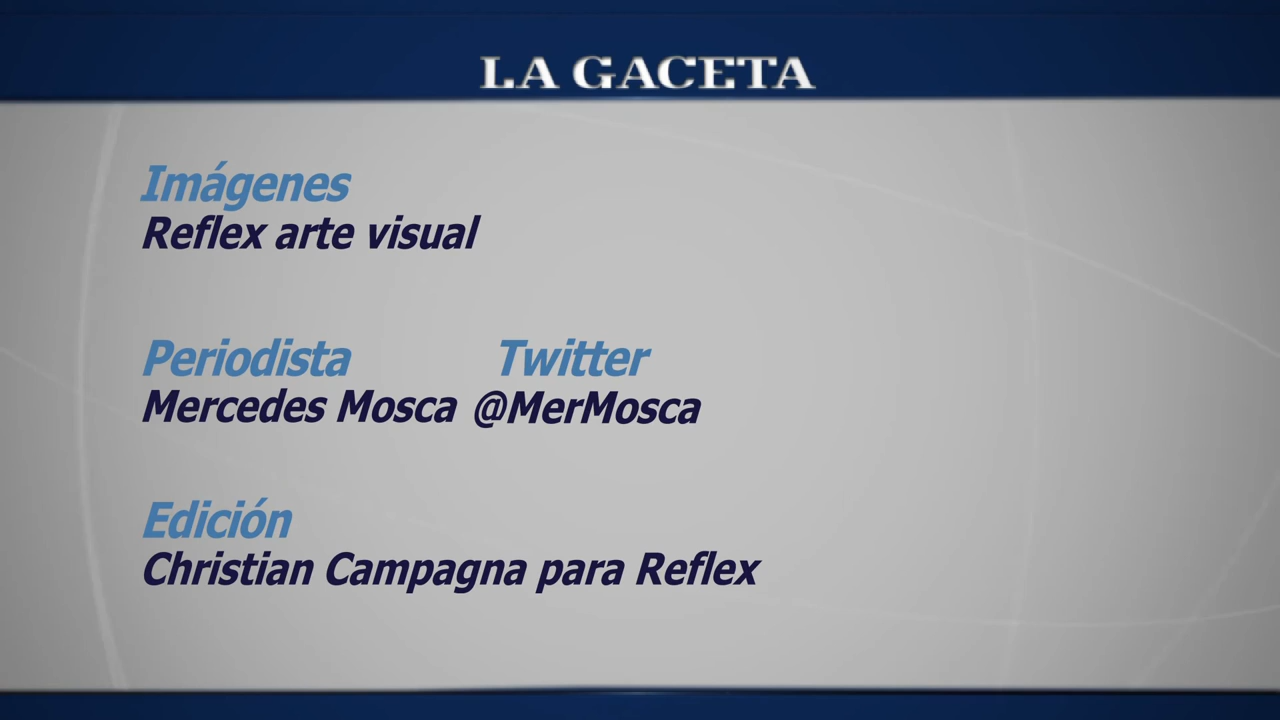 LA GACETA
Imágenes
Reflex arte visual
Periodista Twitter
Mercedes Mosca @MerMosca
Edición
Christian Campagna para Reflex